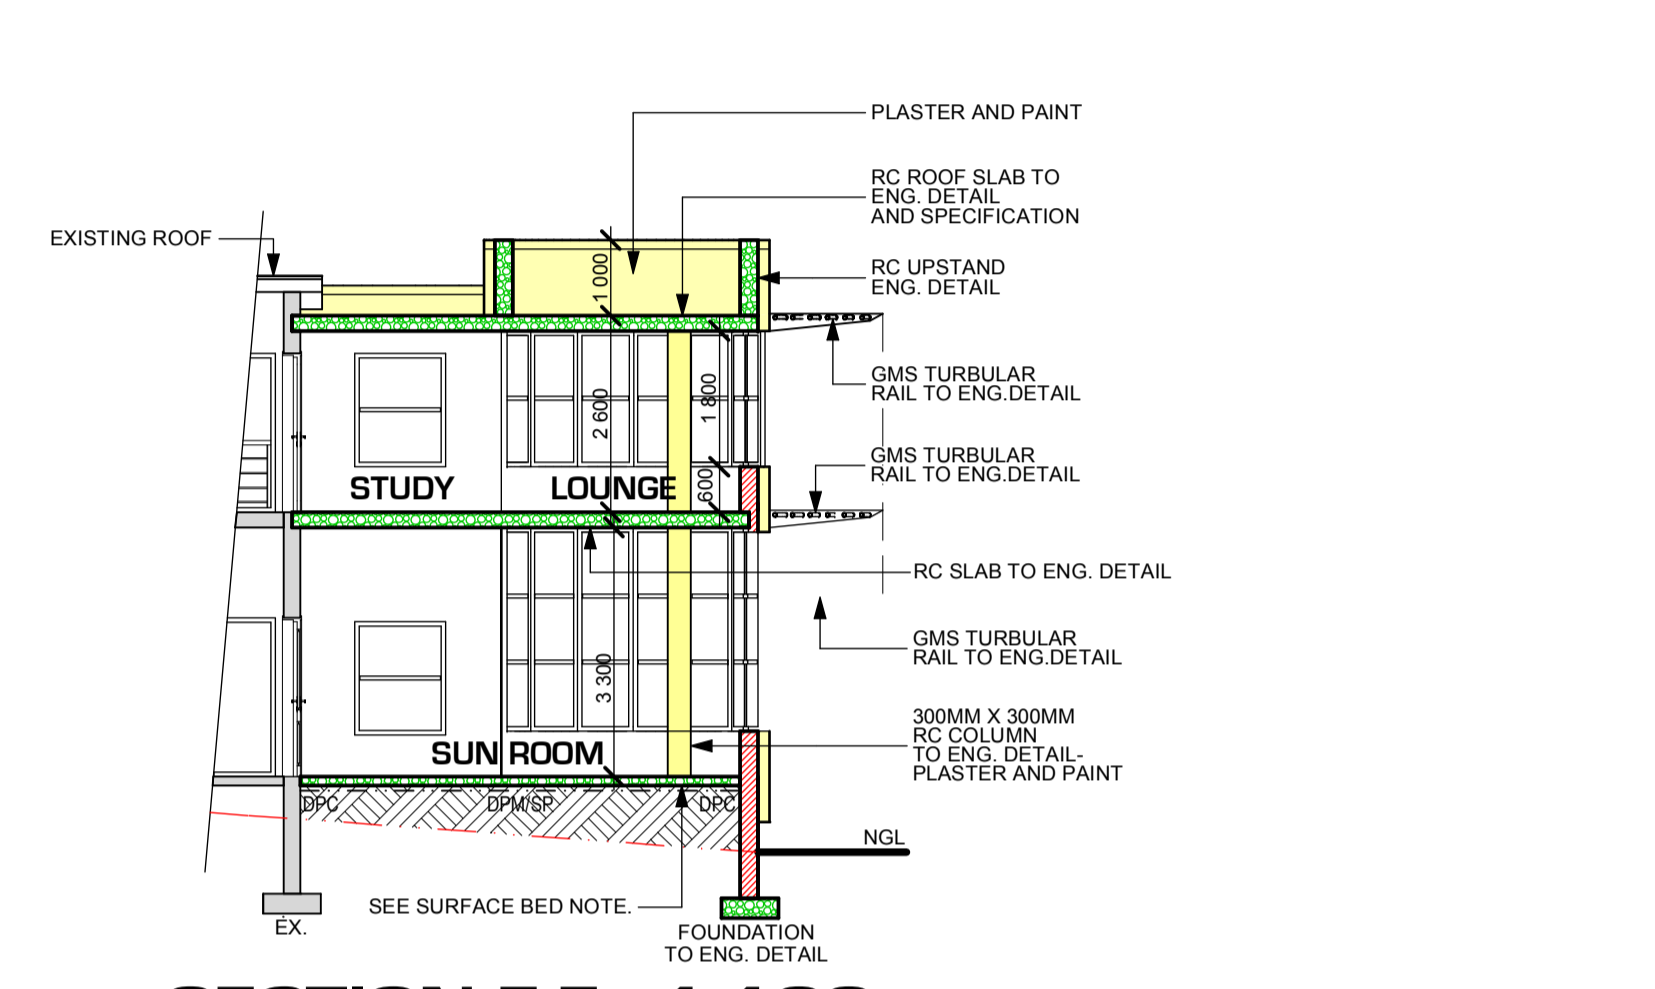 PLASTER AND PAINT
RC ROOF SLAB TO
ENG. DETAIL
AND SPECIFICATION
EXISTING ROOF
RC UPSTAND
ENG. DETAIL
1 000
GMS TURBULAR
RAIL TO ENG.DETAIL
2 600
1 800
GMS TURBULAR
RAIL TO ENG.DETAIL
STUDY
LOUNGE
600
RC SLAB TO ENG. DETAIL
GMS TURBULAR
RAIL TO ENG.DETAIL
3 300
300MM X 300MM
RC COLUMN
TO ENG. DETAIL-
PLASTER AND PAINT
SUN ROOM
DPC
DPM/SP
DPC
NGL
SEE SURFACE BED NOTE.
EX.
FOUNDATION
TO ENG. DETAIL
SECTION